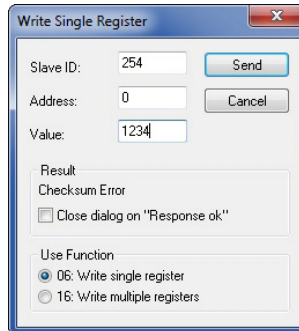 Write Single Register
Slave ID: 254 Send
Address: 0 Cancel
Value: 1234
Result
Checksum Error
Close dialog on "Response ok"
Use Function
06: Write single register
16: Write multiple registers